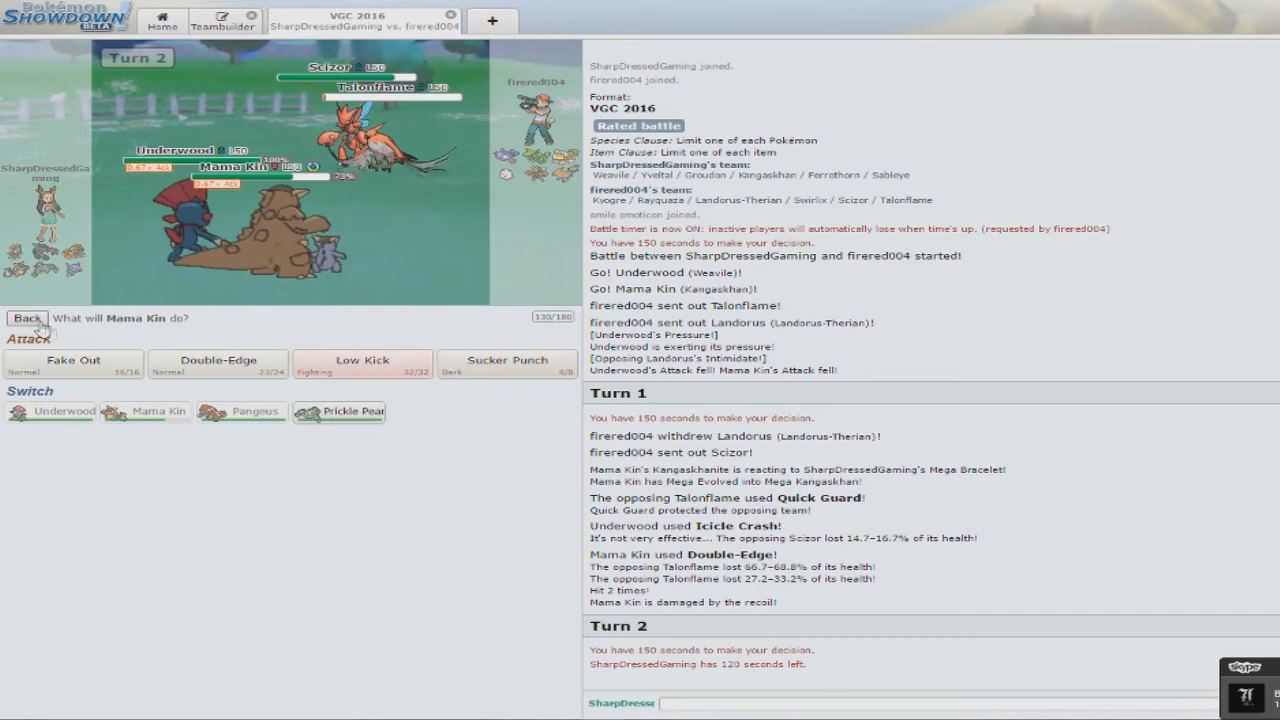 Pokémon
Showdown
BETA
Home
Teambuilder
VGC 2016
SharpDressedGaming vs. firered004
+
Turn 2
Scizor L50
Talonflame L50
Underwood L50
100%
0.67× Atk
Mama Kin L50
73%
0.67× Atk
firered004
SharpDressedGa
ming
Back What will Mama Kin do?
130/180
Attack
Fake Out
Normal 16/16
Double-Edge
Normal 23/24
Low Kick
Fighting 32/32
Sucker Punch
Dark 8/8
Switch
Underwood
Mama Kin
Pangeus
Prickle Pear
SharpDressedGaming joined.
firered004 joined.
Format:
VGC 2016
Rated battle
Species Clause: Limit one of each Pokémon
Item Clause: Limit one of each item
SharpDressedGaming's team:
Weavile / Yveltal / Groudon / Kangaskhan / Ferrothorn / Sableye
firered004's team:
Kyogre / Rayquaza / Landorus-Therian / Swirlix / Scizor / Talonflame
smile emoticon joined.
Battle timer is now ON: inactive players will automatically lose when time's up. (requested by firered004)
You have 150 seconds to make your decision.
Battle between SharpDressedGaming and firered004 started!
Go! Underwood (Weavile)!
Go! Mama Kin (Kangaskhan)!
firered004 sent out Talonflame!
firered004 sent out Landorus (Landorus-Therian)!
[Underwood's Pressure!]
Underwood is exerting its pressure!
[Opposing Landorus's Intimidate!]
Underwood's Attack fell! Mama Kin's Attack fell!
Turn 1
You have 150 seconds to make your decision.
firered004 withdrew Landorus (Landorus-Therian)!
firered004 sent out Scizor!
Mama Kin's Kangaskhanite is reacting to SharpDressedGaming's Mega Bracelet!
Mama Kin has Mega Evolved into Mega Kangaskhan!
The opposing Talonflame used Quick Guard!
Quick Guard protected the opposing team!
Underwood used Icicle Crash!
It's not very effective... The opposing Scizor lost 14.7–16.7% of its health!
Mama Kin used Double-Edge!
The opposing Talonflame lost 66.7–68.8% of its health!
The opposing Talonflame lost 27.2–33.2% of its health!
Hit 2 times!
Mama Kin is damaged by the recoil!
Turn 2
You have 150 seconds to make your decision.
SharpDressedGaming has 120 seconds left.
SharpDresse
skype